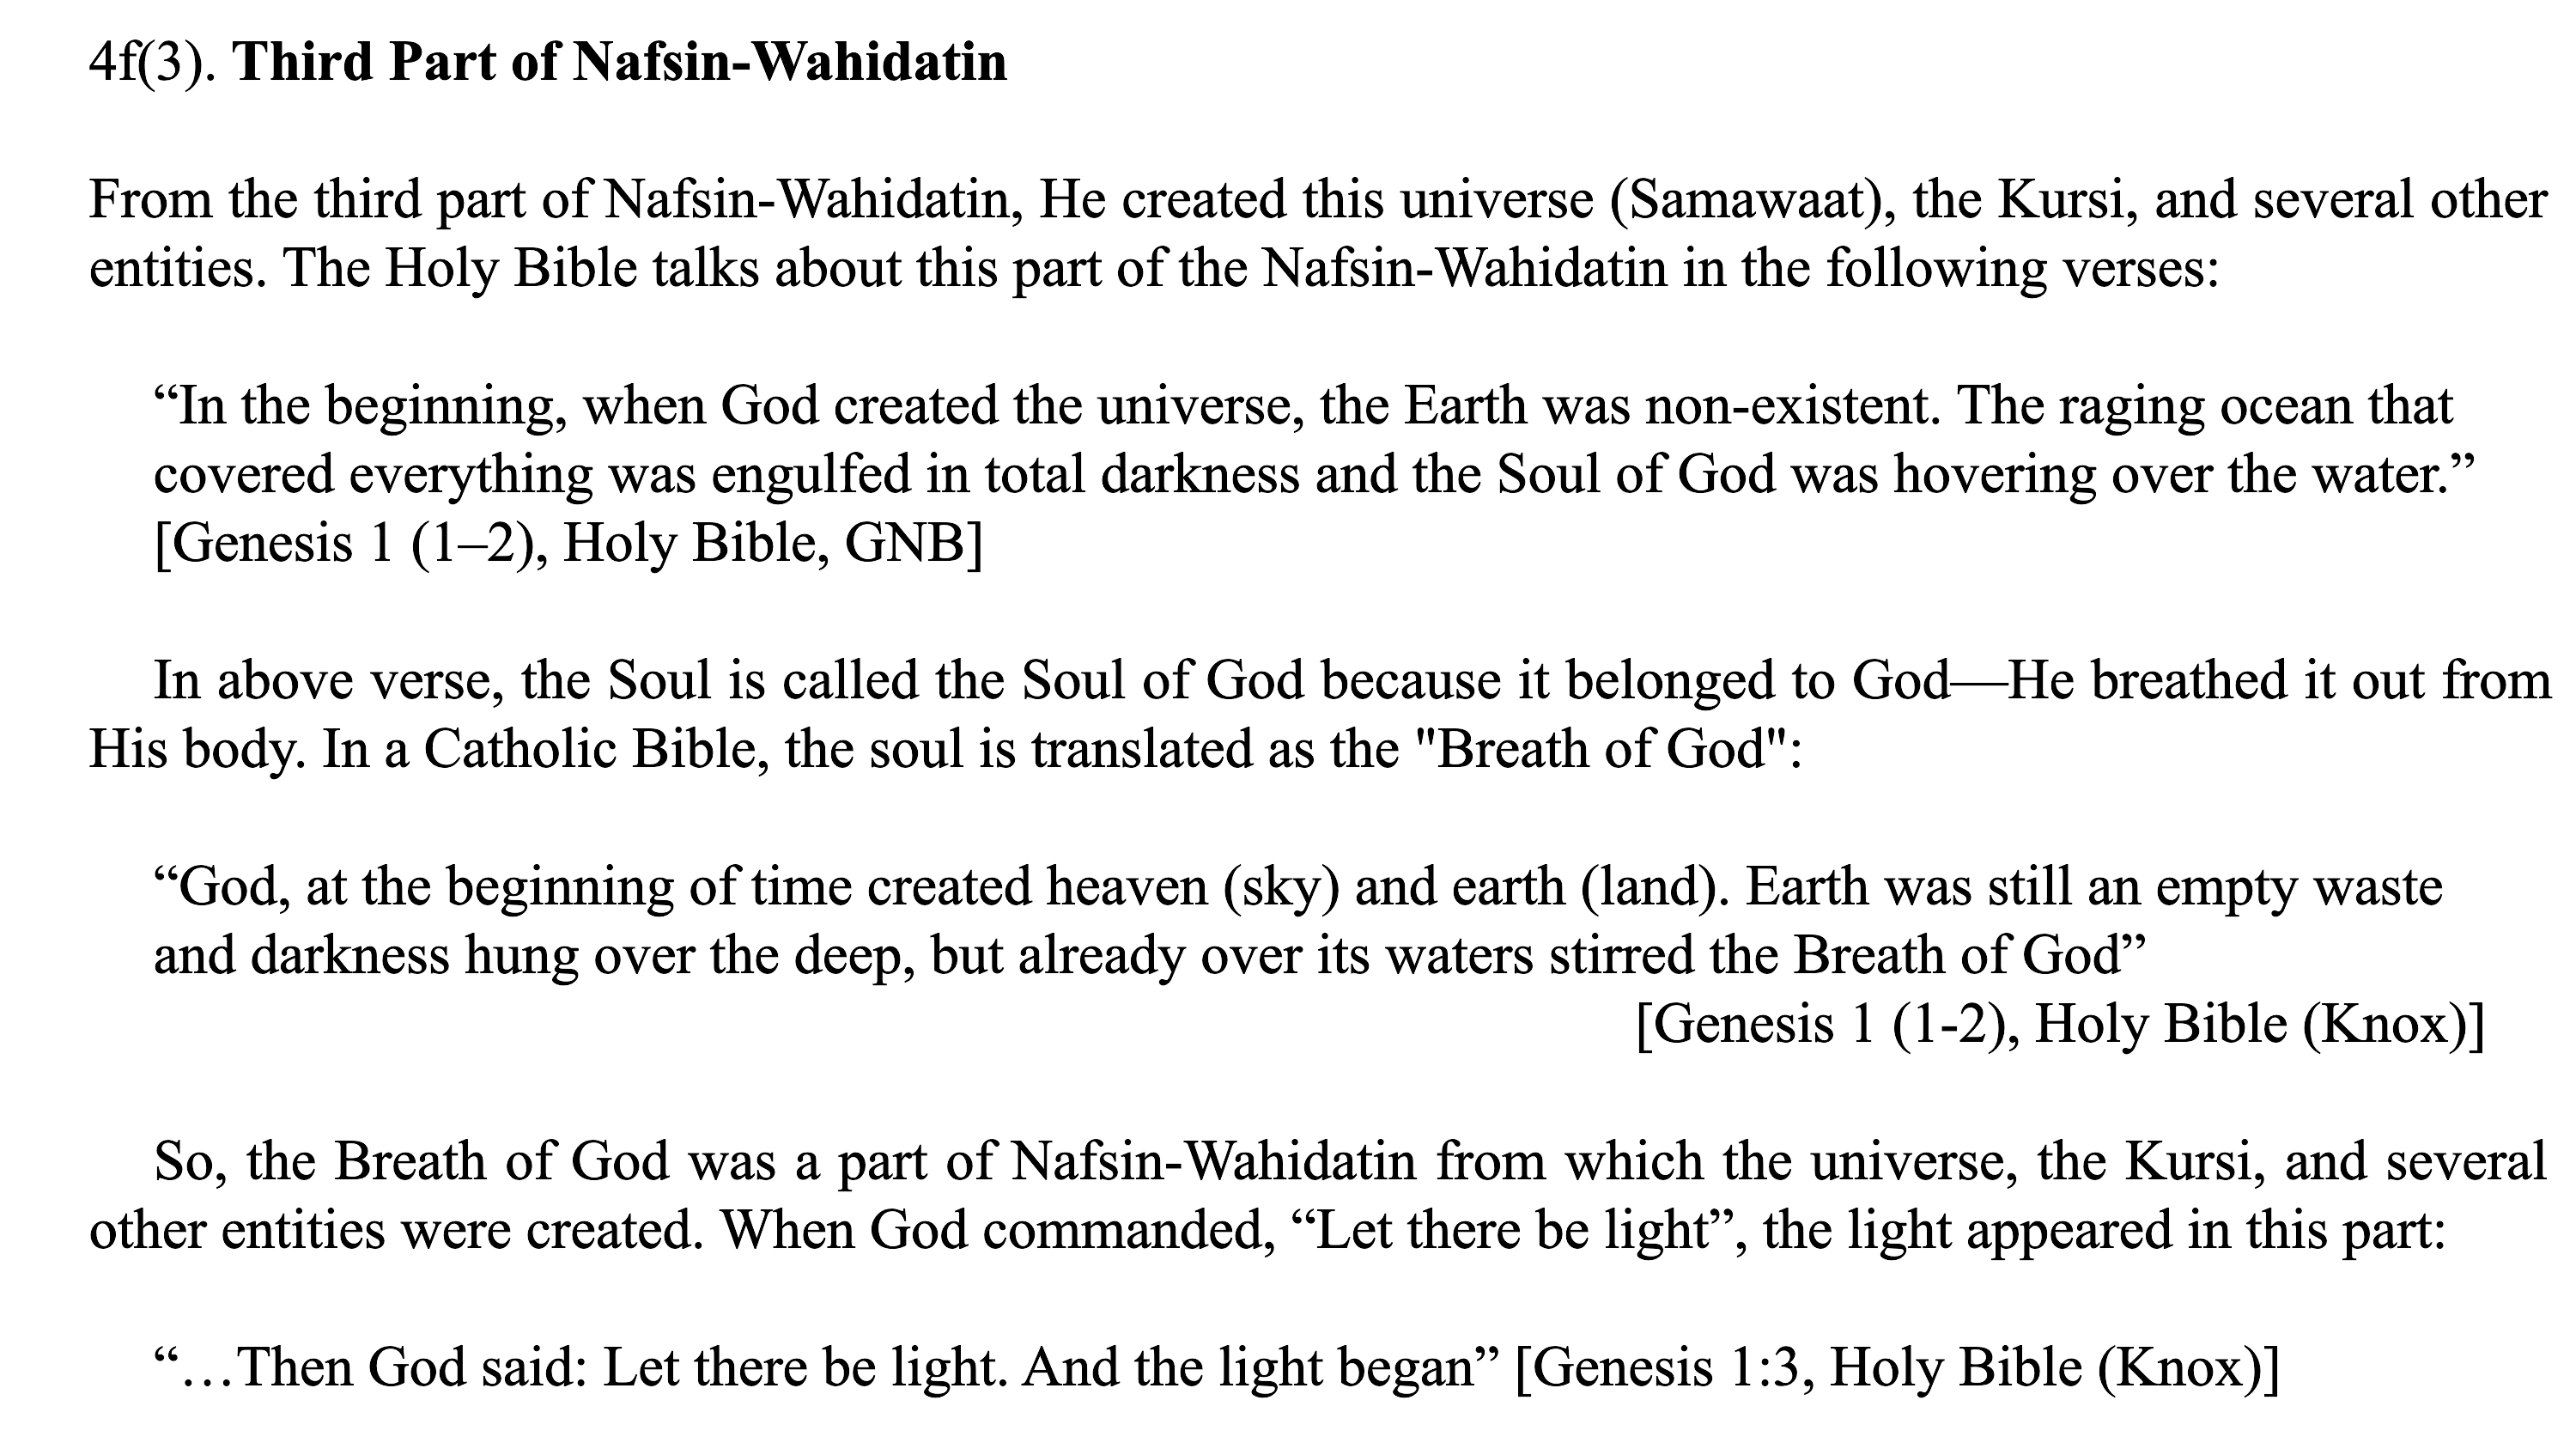 4f(3). Third Part of Nafsin-Wahidatin
From the third part of Nafsin-Wahidatin, He created this universe (Samawaat), the Kursi, and several other
entities. The Holy Bible talks about this part of the Nafsin-Wahidatin in the following verses:
“In the beginning, when God created the universe, the Earth was non-existent. The raging ocean that
covered everything was engulfed in total darkness and the Soul of God was hovering over the water.”
[Genesis 1 (1–2), Holy Bible, GNB]
In above verse, the Soul is called the Soul of God because it belonged to God—He breathed it out from
His body. In a Catholic Bible, the soul is translated as the "Breath of God":
“God, at the beginning of time created heaven (sky) and earth (land). Earth was still an empty waste
and darkness hung over the deep, but already over its waters stirred the Breath of God”
[Genesis 1 (1-2), Holy Bible (Knox)]
So, the Breath of God was a part of Nafsin-Wahidatin from which the universe, the Kursi, and several
other entities were created. When God commanded, “Let there be light”, the light appeared in this part:
“…Then God said: Let there be light. And the light began” [Genesis 1:3, Holy Bible (Knox)]